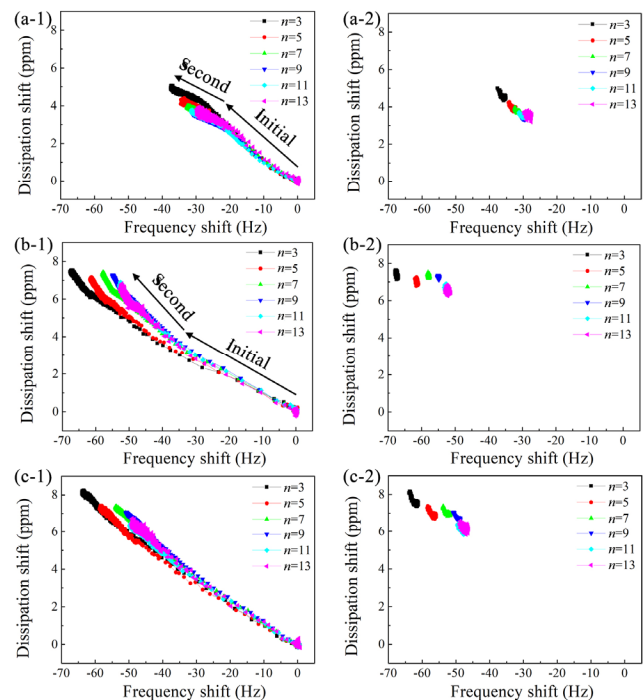 (a-1)
Dissipation shift (ppm)
8
6
4
2
0
Second
Initial
n=3
n=5
n=7
n=9
n=11
n=13
-70 -60 -50 -40 -30 -20 -10 0
Frequency shift (Hz)
(a-2)
Dissipation shift (ppm)
8
6
4
2
0
n=3
n=5
n=7
n=9
n=11
n=13
-70 -60 -50 -40 -30 -20 -10 0
Frequency shift (Hz)
(b-1)
Dissipation shift (ppm)
8
6
4
2
0
Second
Initial
n=3
n=5
n=7
n=9
n=11
n=13
-70 -60 -50 -40 -30 -20 -10 0
Frequency shift (Hz)
(b-2)
Dissipation shift (ppm)
8
6
4
2
0
n=3
n=5
n=7
n=9
n=11
n=13
-70 -60 -50 -40 -30 -20 -10 0
Frequency shift (Hz)
(c-1)
Dissipation shift (ppm)
8
6
4
2
0
n=3
n=5
n=7
n=9
n=11
n=13
-70 -60 -50 -40 -30 -20 -10 0
Frequency shift (Hz)
(c-2)
Dissipation shift (ppm)
8
6
4
2
0
n=3
n=5
n=7
n=9
n=11
n=13
-70 -60 -50 -40 -30 -20 -10 0
Frequency shift (Hz)